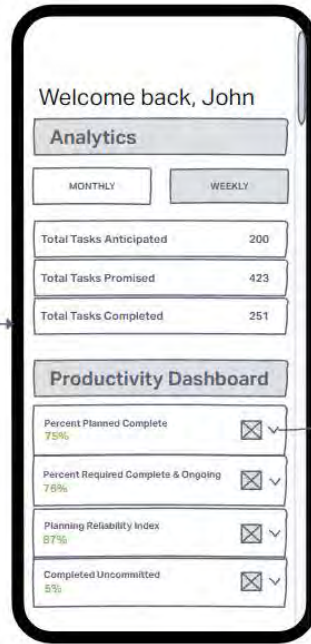 Welcome back, John
Analytics
MONTHLY WEEKLY
Total Tasks Anticipated 200
Total Tasks Promised 423
Total Tasks Completed 251
Productivity Dashboard
Percent Planned Complete
75%
Percent Required Complete & Ongoing
76%
Planning Reliability Index
87%
Completed Uncommitted
5%